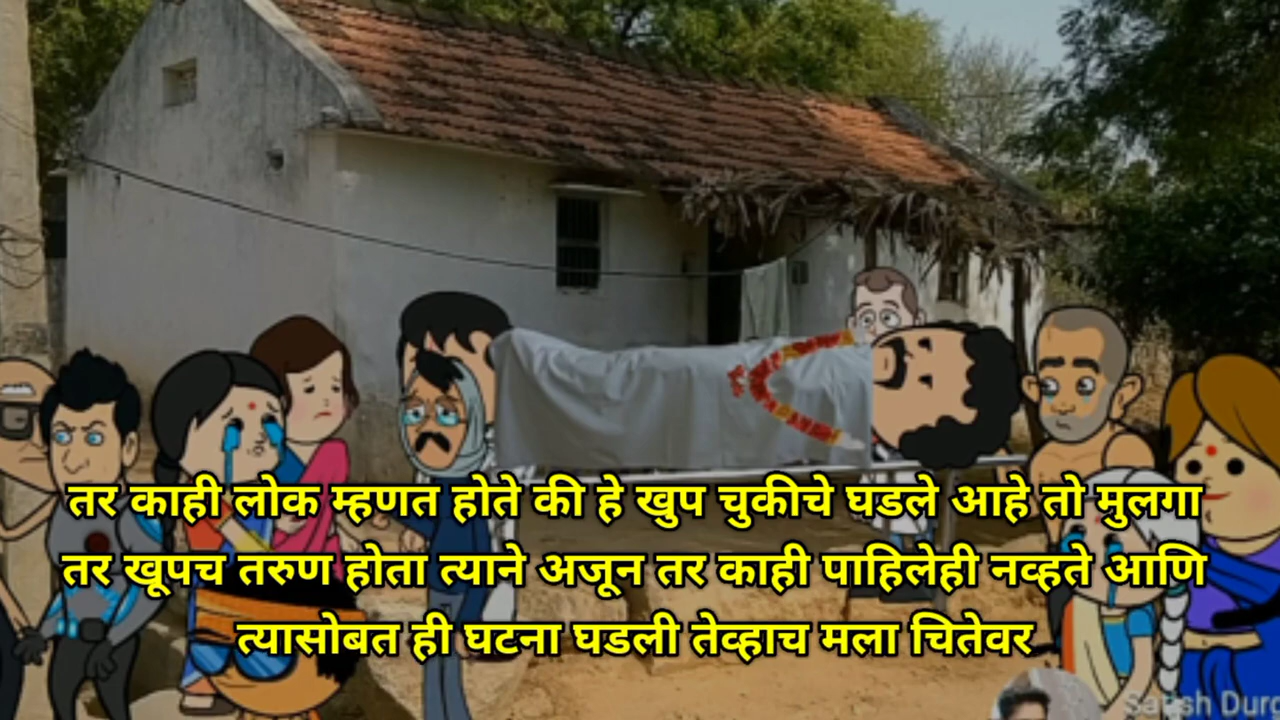 तर काही लोक म्हणत होते की हे खुप चुकीचे घडले आहे तो मुलगा
तर खूपच तरुण होता त्याने अजून तर काही पाहिलेही नव्हते आणि
त्यासोबत ही घटना घडली तेव्हाच मला चितेवर